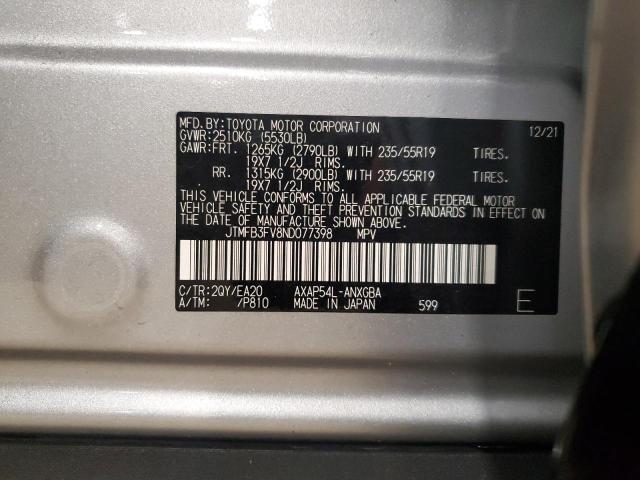 MFD.BY:TOYOTA MOTOR CORPORATION 12/21
GVWR:2510KG (5530LB)
GAWR:FRT. 1265KG (2790LB) WITH 235/55R19 TIRES.
19X7 1/2J RIMS.
RR. 1315KG (2900LB) WITH 235/55R19 TIRES.
19X7 1/2J RIMS.
THIS VEHICLE CONFORMS TO ALL APPLICABLE FEDERAL MOTOR
VEHICLE SAFETY AND THEFT PREVENTION STANDARDS IN EFFECT ON
THE DATE OF MANUFACTURE SHOWN ABOVE.
JTMFB3FV8ND077398 MPV
C/TR:2QY/EA20 AXAP54L-ANXGBA
A/TM: /P810 MADE IN JAPAN 599 E